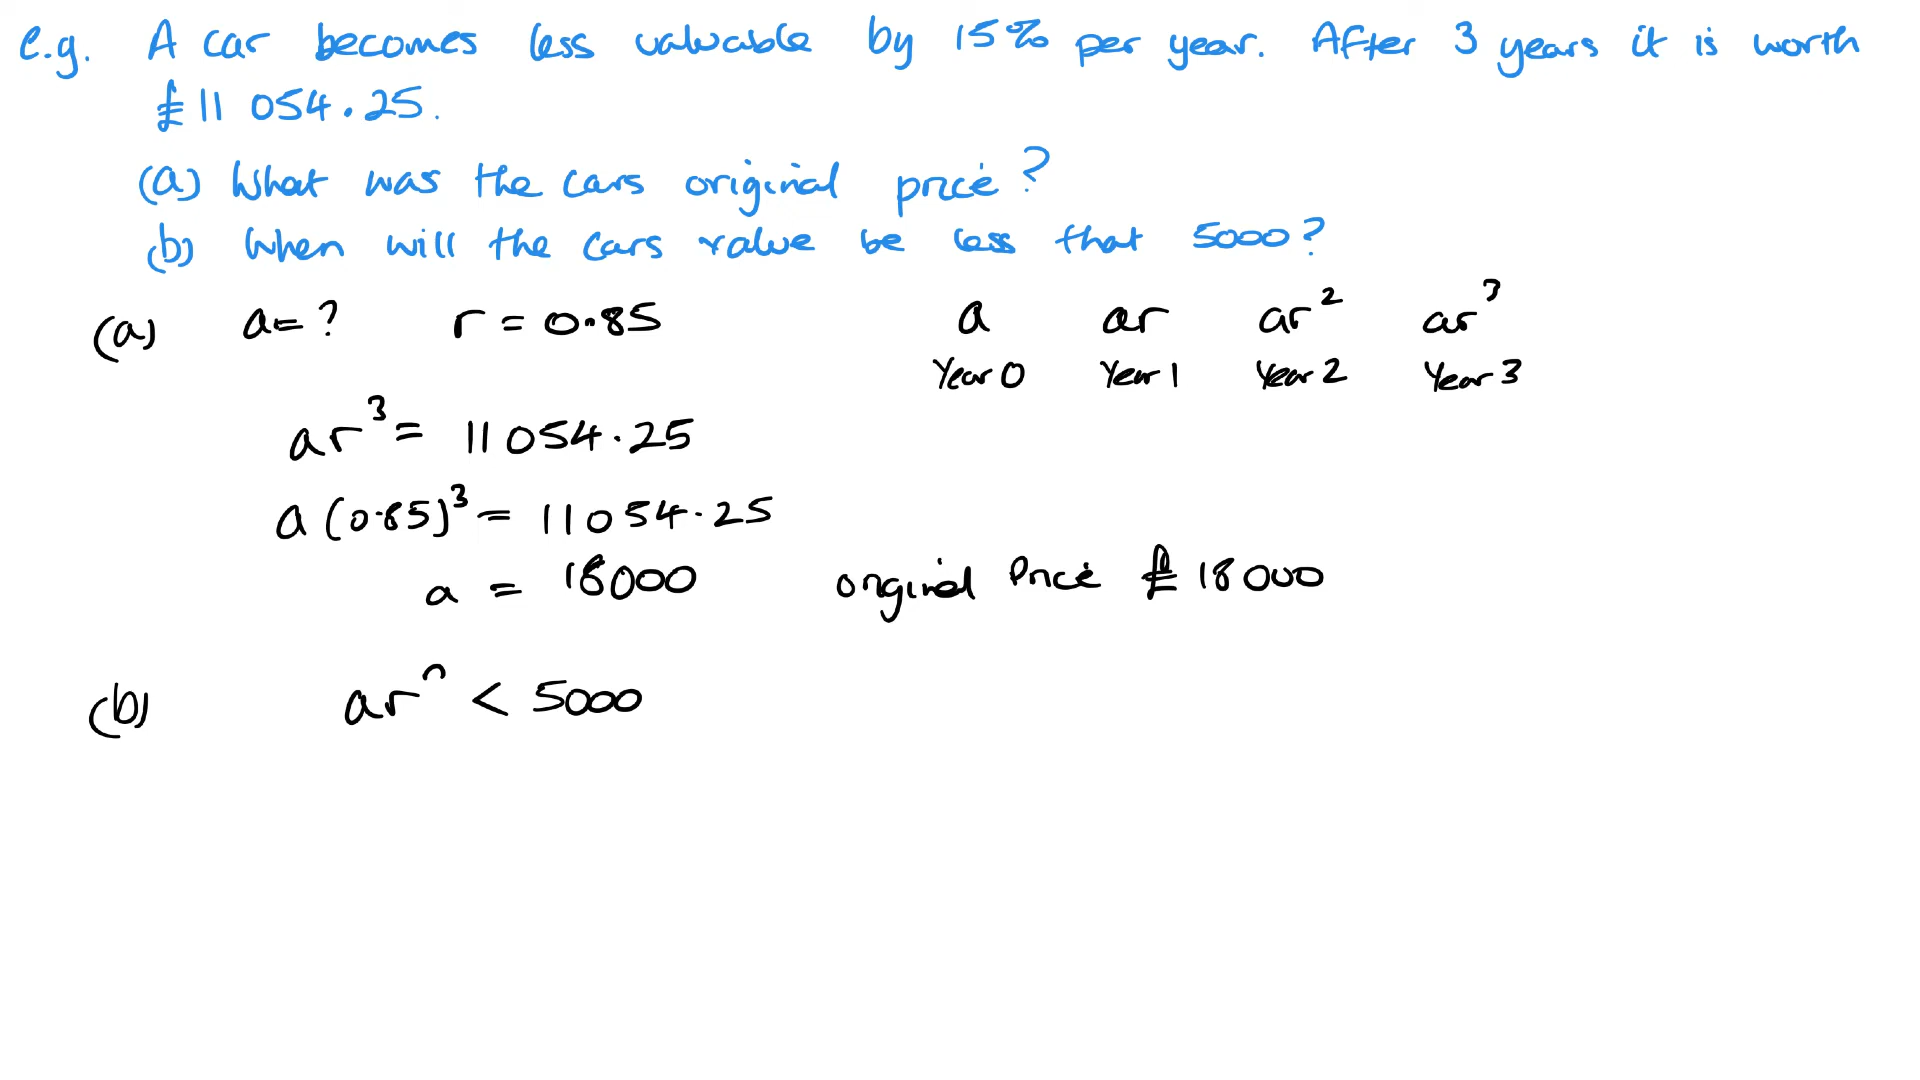 e.g. A car becomes less valuable by 15% per year. After 3 years it is worth
£11 054.25.
(a) What was the cars original price?
(b) When will the cars value be less that 5000?
(a) a = ? r = 0.85 a ar ar² ar³
Year 0 Year 1 Year 2 Year 3
ar³ = 11054.25
a(0.85)³ = 11054.25
a = 18000 original Price £18000
(b) arⁿ < 5000